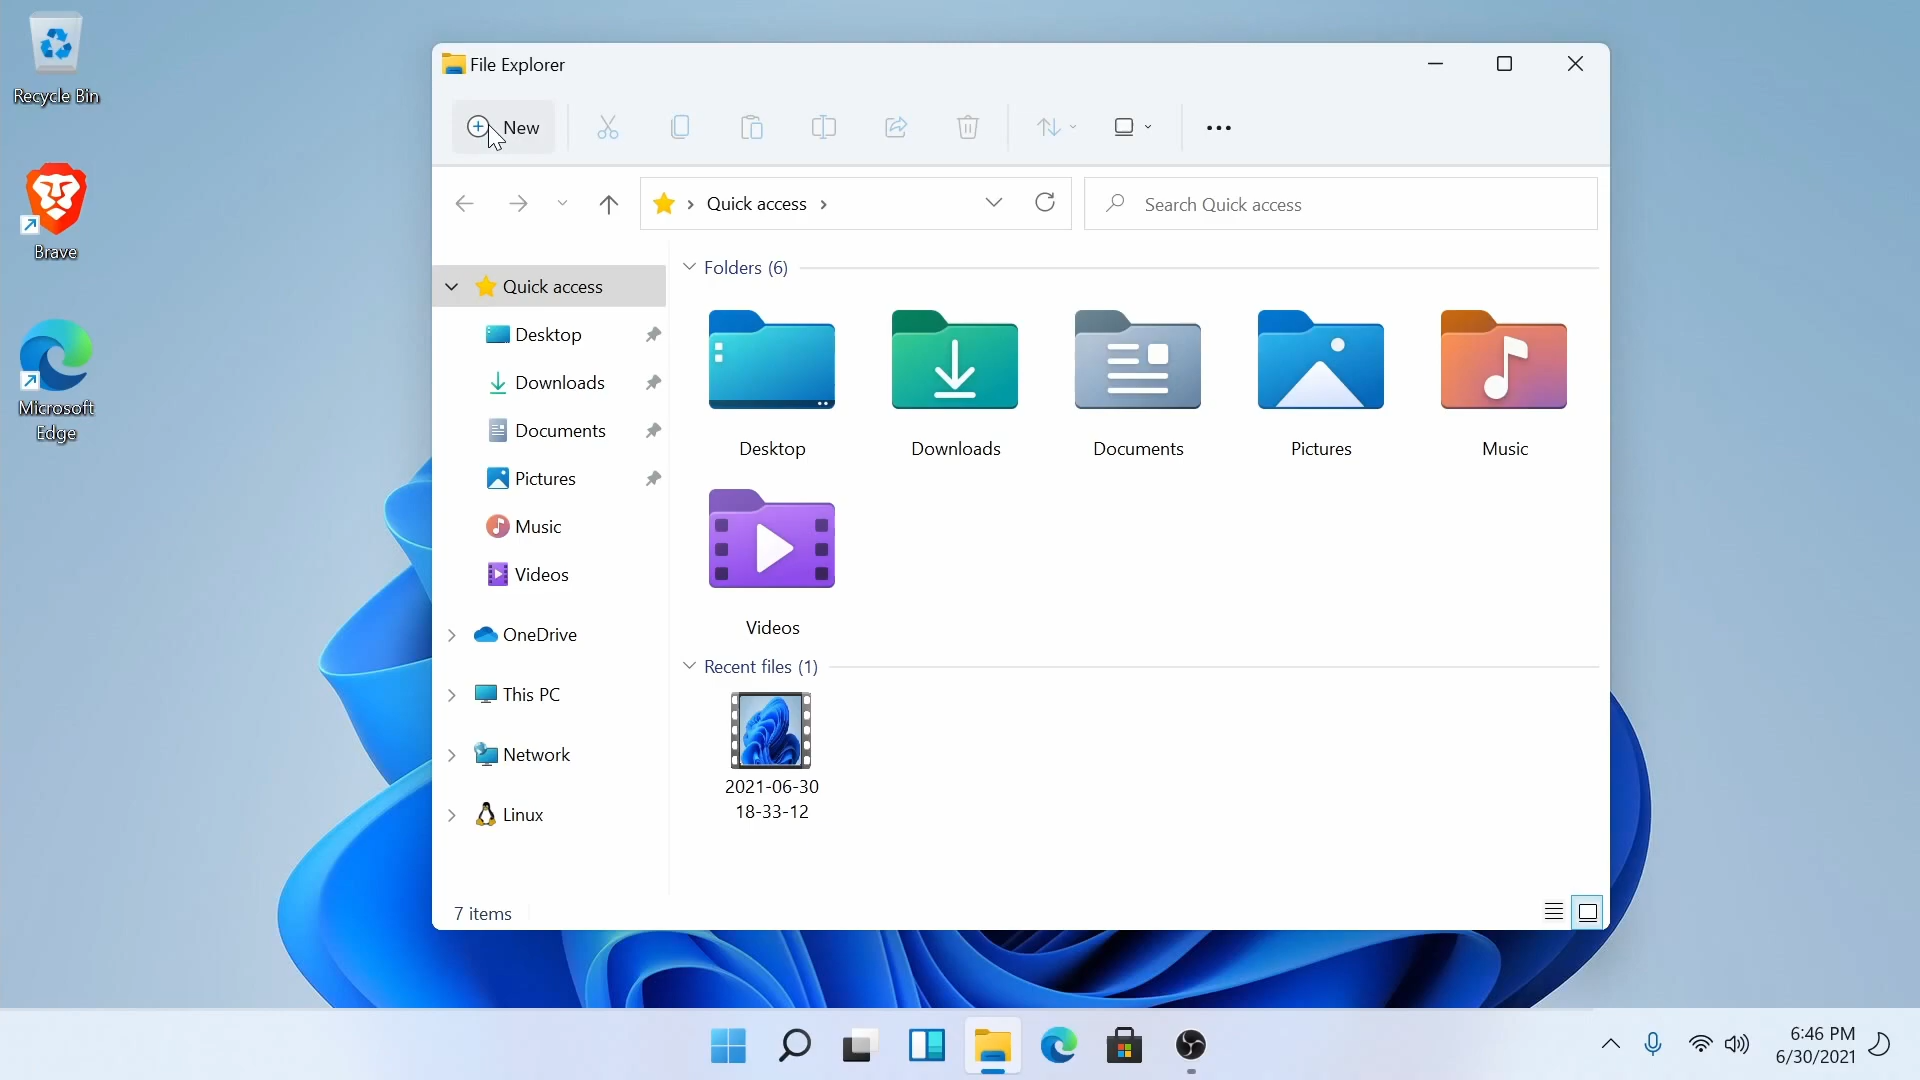 Recycle Bin
Brave
Microsoft
Edge
File Explorer
New
Quick access
Search Quick access
Quick access
Desktop
Downloads
Documents
Pictures
Music
Videos
OneDrive
This PC
Network
Linux
Folders (6)
Desktop
Downloads
Documents
Pictures
Music
Videos
Recent files (1)
2021-06-30
18-33-12
7 items
6:46 PM
6/30/2021